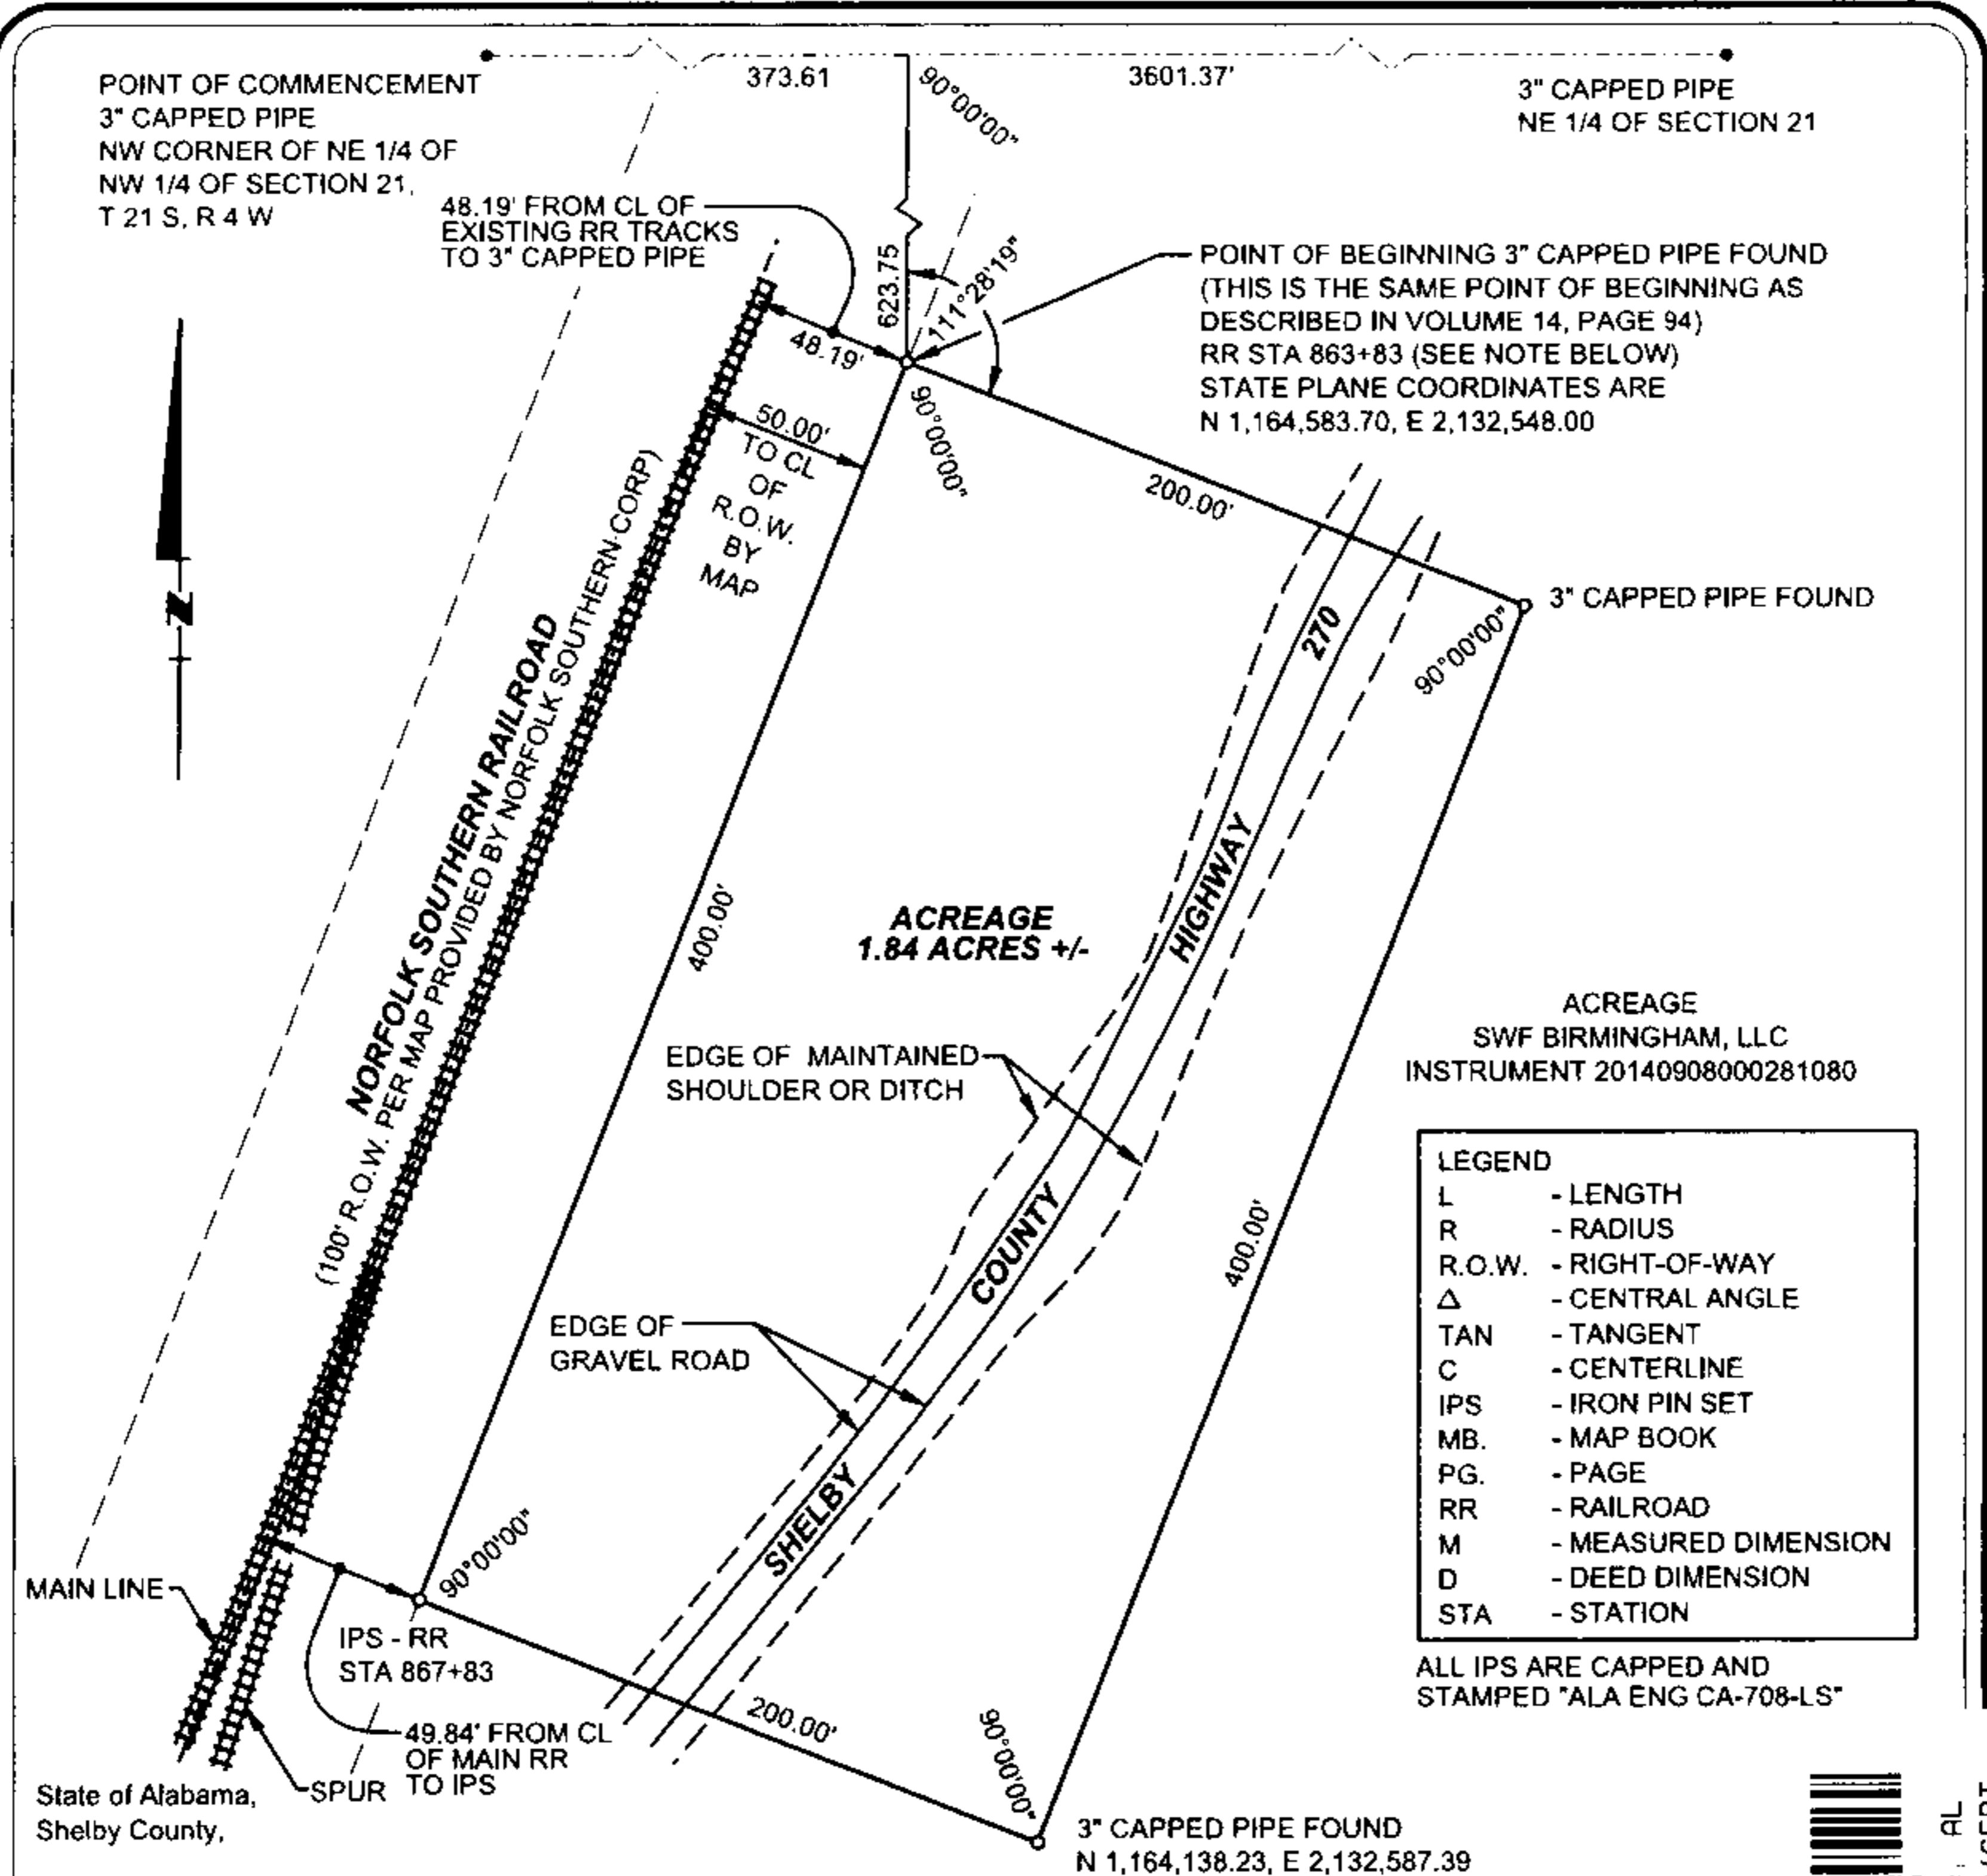 POINT OF COMMENCEMENT
3" CAPPED PIPE
NW CORNER OF NE 1/4 OF
NW 1/4 OF SECTION 21,
T 21 S, R 4 W
373.61
90°00'00"
3601.37'
3" CAPPED PIPE
NE 1/4 OF SECTION 21
48.19' FROM CL OF
EXISTING RR TRACKS
TO 3" CAPPED PIPE
623.75
111°28'19"
48.19'
POINT OF BEGINNING 3" CAPPED PIPE FOUND
(THIS IS THE SAME POINT OF BEGINNING AS
DESCRIBED IN VOLUME 14, PAGE 94)
RR STA 863+83 (SEE NOTE BELOW)
STATE PLANE COORDINATES ARE
N 1,164,583.70, E 2,132,548.00
50.00'
TO CL
OF
R.O.W.
BY
MAP
90°00'00"
200.00'
3" CAPPED PIPE FOUND
90°00'00"
N
NORFOLK SOUTHERN RAILROAD
(100' R.O.W. PER MAP PROVIDED BY NORFOLK SOUTHERN CORP)
400.00'
ACREAGE
1.84 ACRES +/-
SHELBY COUNTY HIGHWAY 270
EDGE OF MAINTAINED
SHOULDER OR DITCH
ACREAGE
SWF BIRMINGHAM, LLC
INSTRUMENT 20140908000281080
400.00'
EDGE OF
GRAVEL ROAD
LEGEND
L - LENGTH
R - RADIUS
R.O.W. - RIGHT-OF-WAY
Δ - CENTRAL ANGLE
TAN - TANGENT
C - CENTERLINE
IPS - IRON PIN SET
MB. - MAP BOOK
PG. - PAGE
RR - RAILROAD
M - MEASURED DIMENSION
D - DEED DIMENSION
STA - STATION
ALL IPS ARE CAPPED AND
STAMPED "ALA ENG CA-708-LS"
MAIN LINE
90°00'00"
IPS - RR
STA 867+83
49.84' FROM CL
OF MAIN RR
TO IPS
SPUR
200.00'
90°00'00"
3" CAPPED PIPE FOUND
N 1,164,138.23, E 2,132,587.39
State of Alabama,
Shelby County,
AL